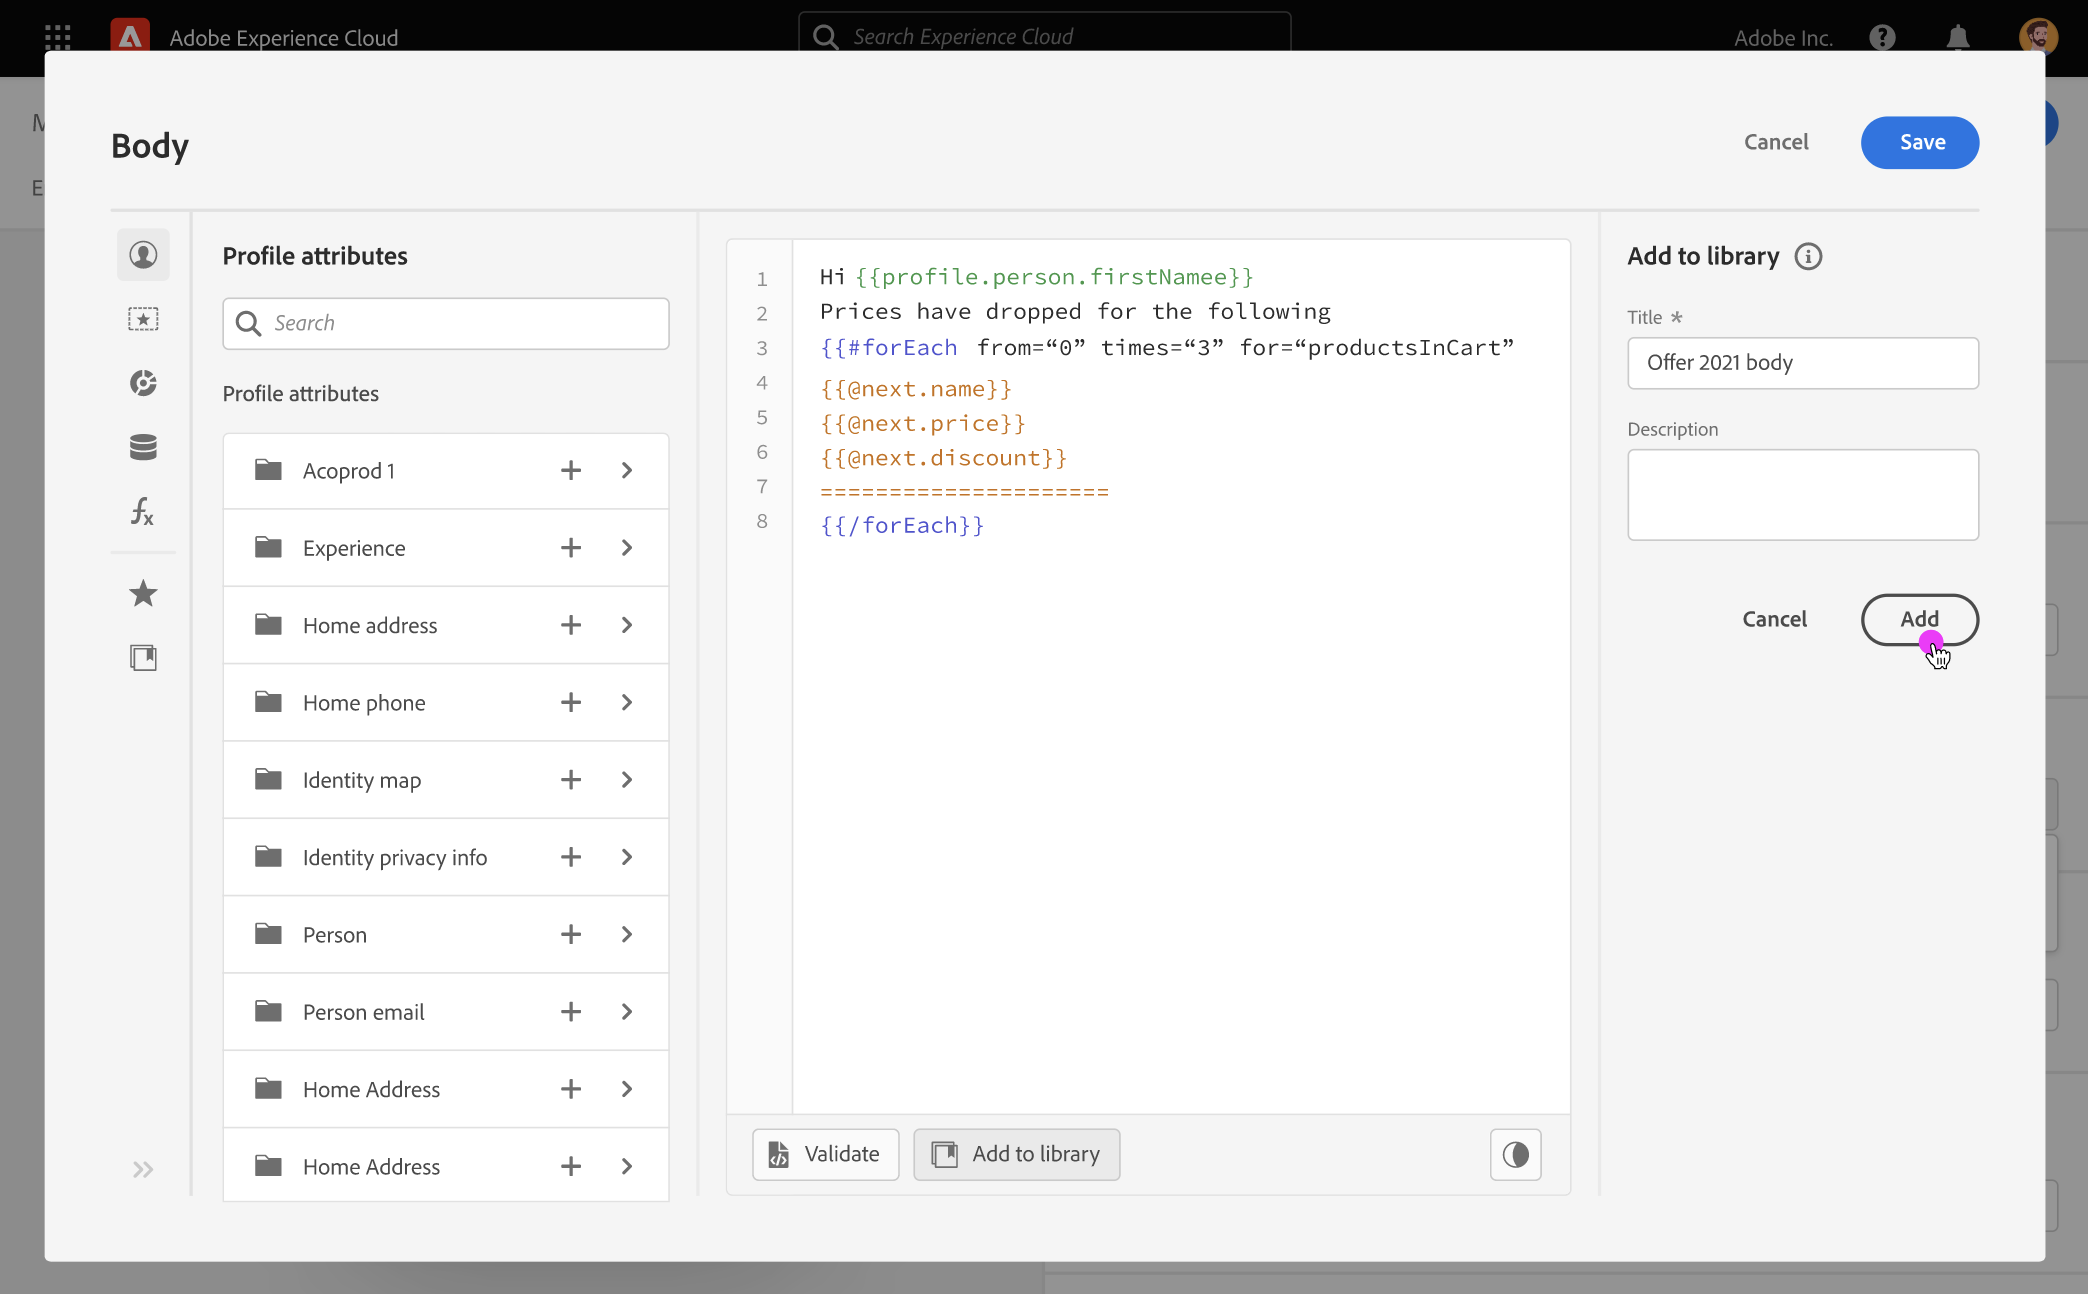 Adobe Experience Cloud
Search Experience Cloud
Adobe Inc.
Body
Cancel
Save
Profile attributes
Search
Profile attributes
Acoprod 1
Experience
Home address
Home phone
Identity map
Identity privacy info
Person
Person email
Home Address
Home Address
1 Hi {{profile.person.firstNamee}}
2 Prices have dropped for the following
3 {{#forEach from=“0” times=“3” for=“productsInCart”
4 {{@next.name}}
5 {{@next.price}}
6 {{@next.discount}}
7 =====================
8 {{/forEach}}
Validate
Add to library
Add to library
Title *
Offer 2021 body
Description
Cancel
Add